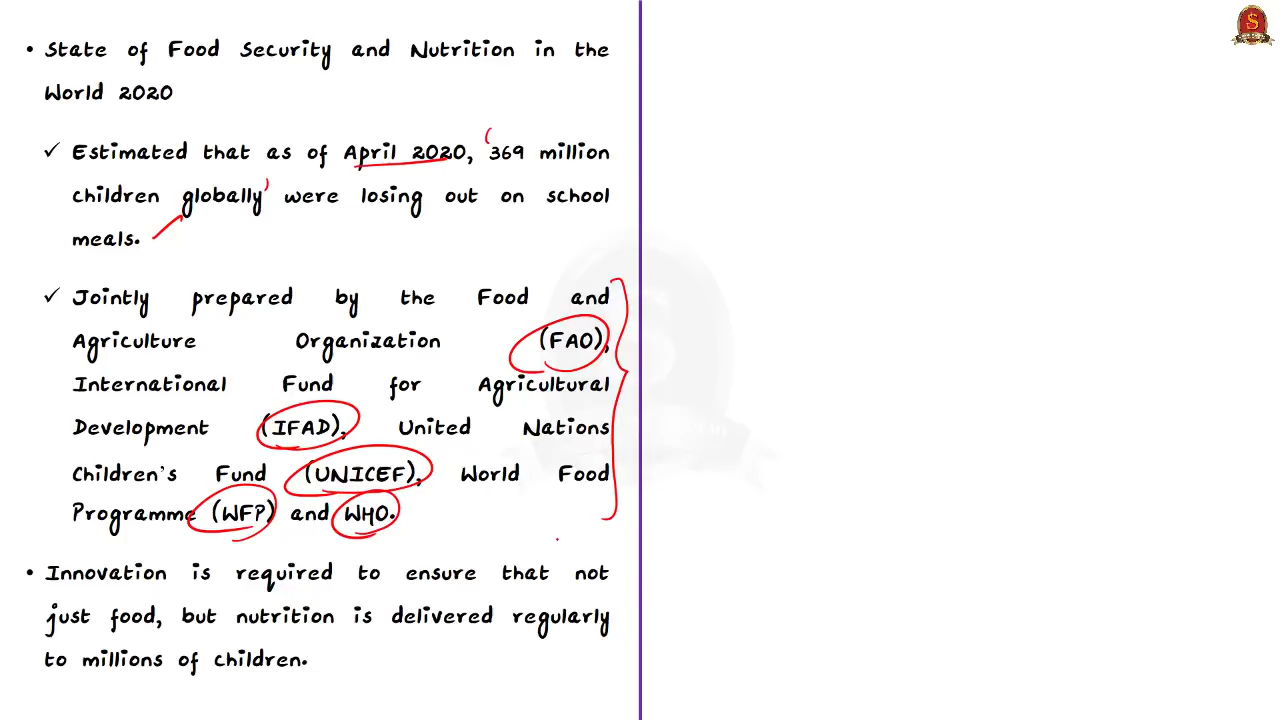 • State of Food Security and Nutrition in the
World 2020
✓ Estimated that as of April 2020, 369 million
children globally were losing out on school
meals.
✓ Jointly prepared by the Food and
Agriculture Organization (FAO),
International Fund for Agricultural
Development (IFAD), United Nations
Children's Fund (UNICEF), World Food
Programme (WFP) and WHO.
• Innovation is required to ensure that not
just food, but nutrition is delivered regularly
to millions of children.
S